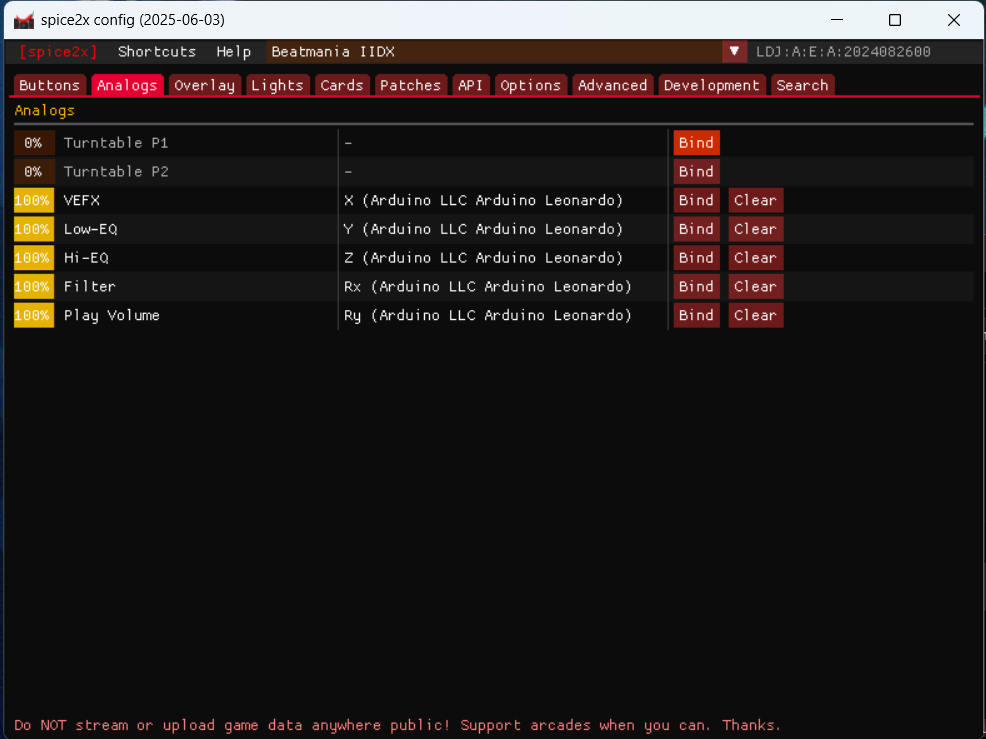 spice2x config (2025-06-03)
[spice2x] Shortcuts Help Beatmania IIDX ▼ LDJ:A:E:A:2024082600
Buttons Analogs Overlay Lights Cards Patches API Options Advanced Development Search
Analogs
0% Turntable P1 - Bind
0% Turntable P2 - Bind
100% VEFX X (Arduino LLC Arduino Leonardo) Bind Clear
100% Low-EQ Y (Arduino LLC Arduino Leonardo) Bind Clear
100% Hi-EQ Z (Arduino LLC Arduino Leonardo) Bind Clear
100% Filter Rx (Arduino LLC Arduino Leonardo) Bind Clear
100% Play Volume Ry (Arduino LLC Arduino Leonardo) Bind Clear
Do NOT stream or upload game data anywhere public! Support arcades when you can. Thanks.